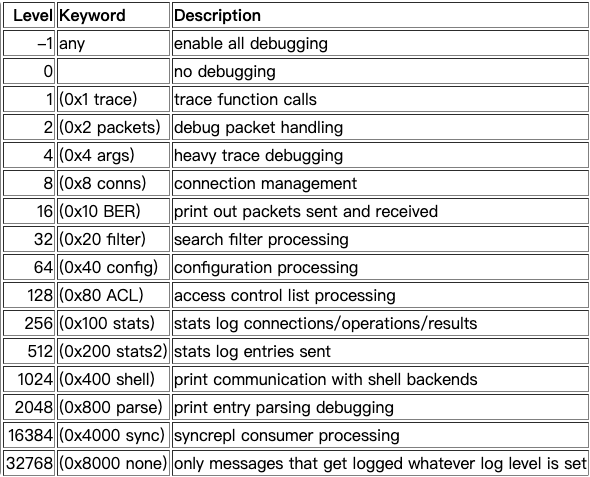 Level Keyword Description
–1 any enable all debugging
0 no debugging
1 (0x1 trace) trace function calls
2 (0x2 packets) debug packet handling
4 (0x4 args) heavy trace debugging
8 (0x8 conns) connection management
16 (0x10 BER) print out packets sent and received
32 (0x20 filter) search filter processing
64 (0x40 config) configuration processing
128 (0x80 ACL) access control list processing
256 (0x100 stats) stats log connections/operations/results
512 (0x200 stats2) stats log entries sent
1024 (0x400 shell) print communication with shell backends
2048 (0x800 parse) print entry parsing debugging
16384 (0x4000 sync) syncrepl consumer processing
32768 (0x8000 none) only messages that get logged whatever log level is set